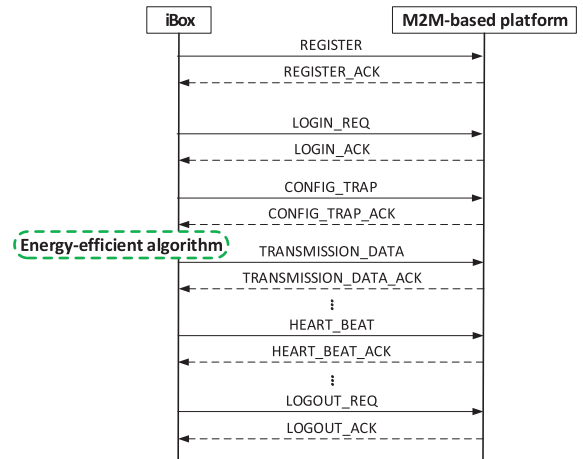 iBox
M2M-based platform
REGISTER
REGISTER_ACK
LOGIN_REQ
LOGIN_ACK
CONFIG_TRAP
CONFIG_TRAP_ACK
Energy-efficient algorithm
TRANSMISSION_DATA
TRANSMISSION_DATA_ACK
HEART_BEAT
HEART_BEAT_ACK
LOGOUT_REQ
LOGOUT_ACK